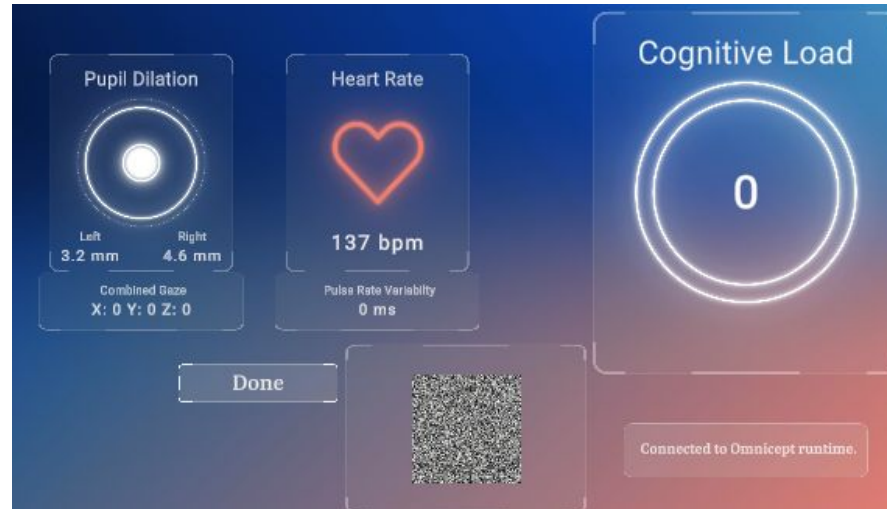 Pupil Dilation
Left Right
3.2 mm 4.6 mm
Combined Gaze
X: 0 Y: 0 Z: 0
Heart Rate
137 bpm
Pulse Rate Variability
0 ms
Cognitive Load
0
Done
Connected to Omnicept runtime.